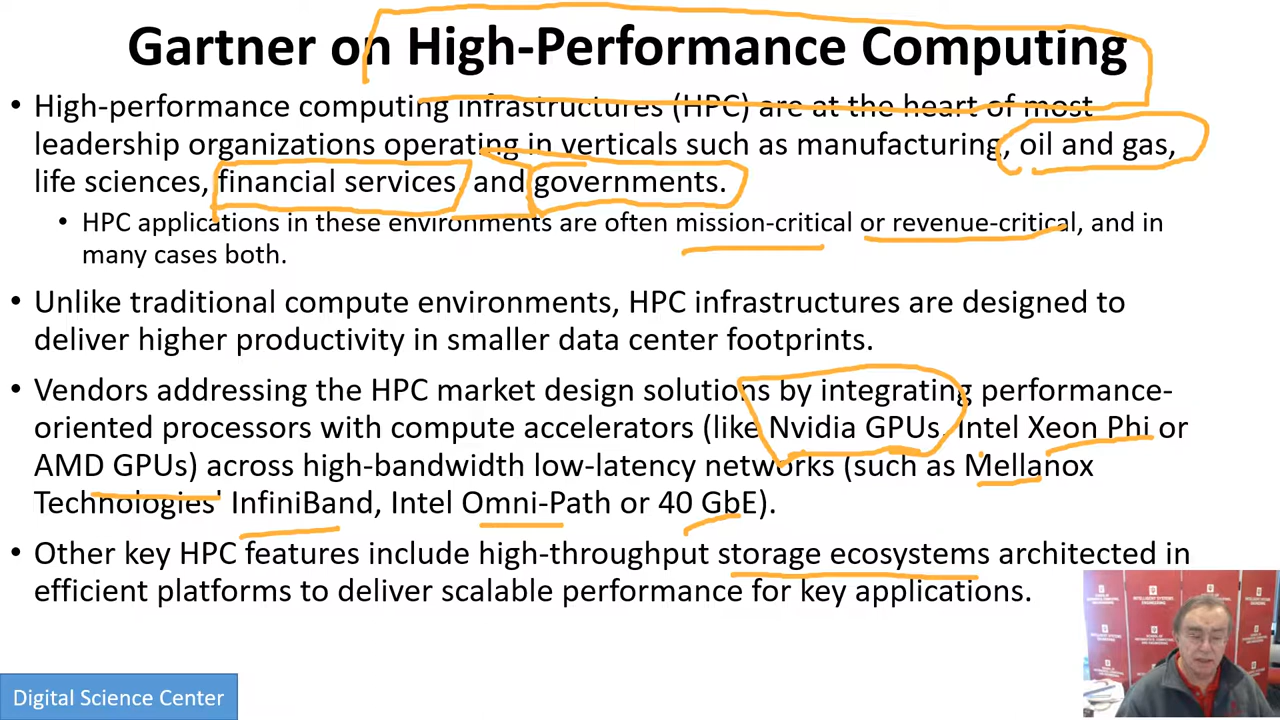 Gartner on High-Performance Computing
• High-performance computing infrastructures (HPC) are at the heart of most
leadership organizations operating in verticals such as manufacturing, oil and gas,
life sciences, financial services, and governments.
• HPC applications in these environments are often mission-critical or revenue-critical, and in
many cases both.
• Unlike traditional compute environments, HPC infrastructures are designed to
deliver higher productivity in smaller data center footprints.
• Vendors addressing the HPC market design solutions by integrating performance-
oriented processors with compute accelerators (like Nvidia GPUs, Intel Xeon Phi or
AMD GPUs) across high-bandwidth low-latency networks (such as Mellanox
Technologies' InfiniBand, Intel Omni-Path or 40 GbE).
• Other key HPC features include high-throughput storage ecosystems architected in
efficient platforms to deliver scalable performance for key applications.
Digital Science Center